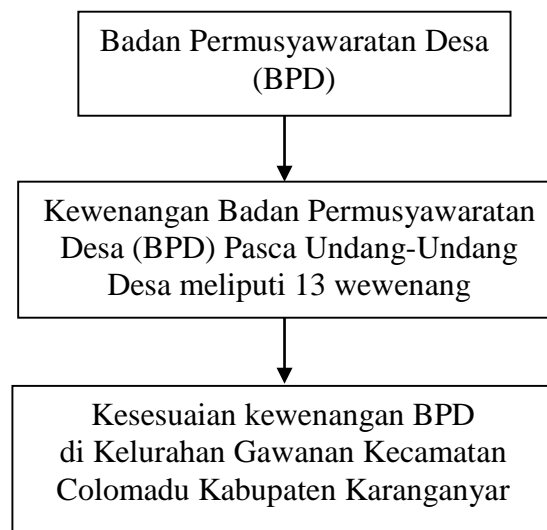 Badan Permusyawaratan Desa
(BPD)
Kewenangan Badan Permusyawaratan
Desa (BPD) Pasca Undang-Undang
Desa meliputi 13 wewenang
Kesesuaian kewenangan BPD
di Kelurahan Gawanan Kecamatan
Colomadu Kabupaten Karanganyar